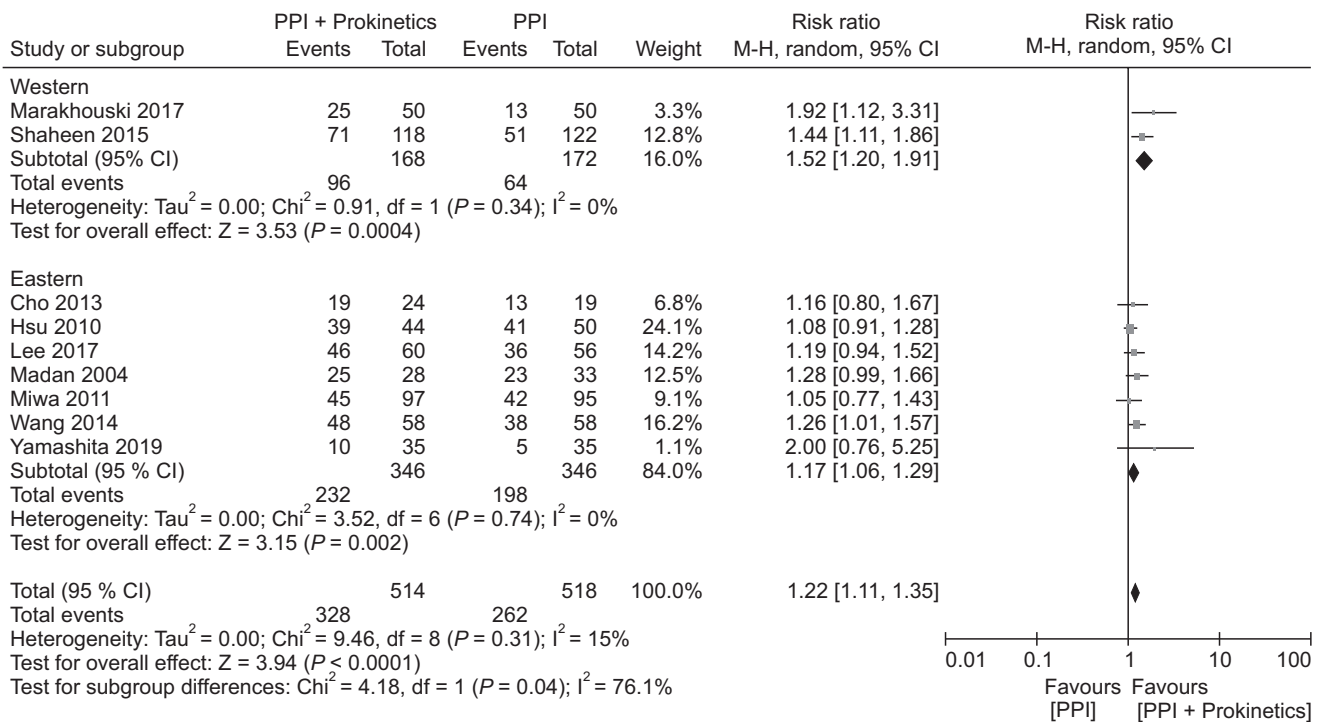 PPI + Prokinetics PPI Risk ratio Risk ratio
Study or subgroup Events Total Events Total Weight M-H, random, 95% CI M-H, random, 95% CI
Western
Marakhouski 2017 25 50 13 50 3.3% 1.92 [1.12, 3.31]
Shaheen 2015 71 118 51 122 12.8% 1.44 [1.11, 1.86]
Subtotal (95% CI) 168 172 16.0% 1.52 [1.20, 1.91]
Total events 96 64
Heterogeneity: Tau² = 0.00; Chi² = 0.91, df = 1 (P = 0.34); I² = 0%
Test for overall effect: Z = 3.53 (P = 0.0004)
Eastern
Cho 2013 19 24 13 19 6.8% 1.16 [0.80, 1.67]
Hsu 2010 39 44 41 50 24.1% 1.08 [0.91, 1.28]
Lee 2017 46 60 36 56 14.2% 1.19 [0.94, 1.52]
Madan 2004 25 28 23 33 12.5% 1.28 [0.99, 1.66]
Miwa 2011 45 97 42 95 9.1% 1.05 [0.77, 1.43]
Wang 2014 48 58 38 58 16.2% 1.26 [1.01, 1.57]
Yamashita 2019 10 35 5 35 1.1% 2.00 [0.76, 5.25]
Subtotal (95 % CI) 346 346 84.0% 1.17 [1.06, 1.29]
Total events 232 198
Heterogeneity: Tau² = 0.00; Chi² = 3.52, df = 6 (P = 0.74); I² = 0%
Test for overall effect: Z = 3.15 (P = 0.002)
Total (95 % CI) 514 518 100.0% 1.22 [1.11, 1.35]
Total events 328 262
Heterogeneity: Tau² = 0.00; Chi² = 9.46, df = 8 (P = 0.31); I² = 15%
Test for overall effect: Z = 3.94 (P < 0.0001)
Test for subgroup differences: Chi² = 4.18, df = 1 (P = 0.04); I² = 76.1%
0.01 0.1 1 10 100
Favours Favours
[PPI] [PPI + Prokinetics]